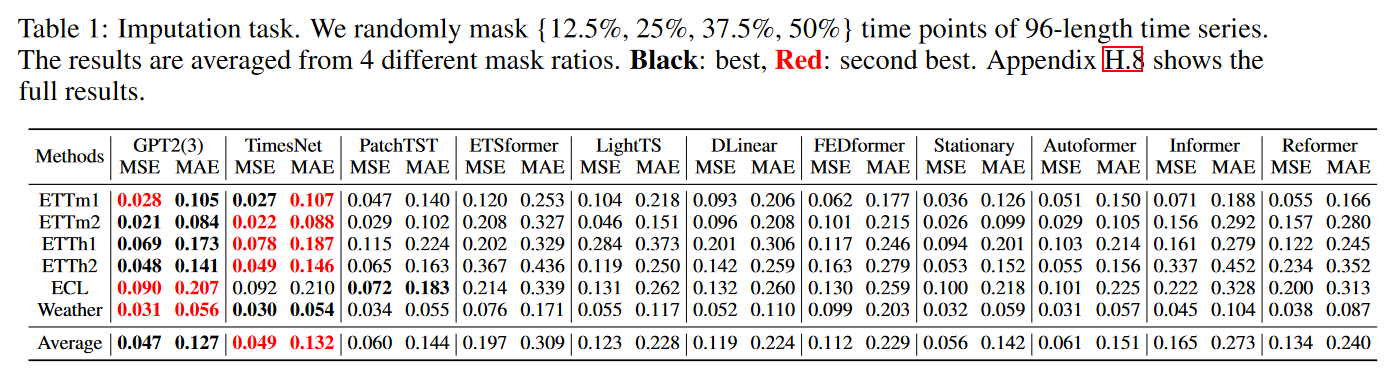 Table 1: Imputation task. We randomly mask {12.5%, 25%, 37.5%, 50%} time points of 96-length time series.
The results are averaged from 4 different mask ratios. Black: best, Red: second best. Appendix H.8 shows the
full results.
Methods GPT2(3) TimesNet PatchTST ETSformer LightTS DLinear FEDformer Stationary Autoformer Informer Reformer
MSE MAE MSE MAE MSE MAE MSE MAE MSE MAE MSE MAE MSE MAE MSE MAE MSE MAE MSE MAE MSE MAE
ETTm1 0.028 0.105 0.027 0.107 0.047 0.140 0.120 0.253 0.104 0.218 0.093 0.206 0.062 0.177 0.036 0.126 0.051 0.150 0.071 0.188 0.055 0.166
ETTm2 0.021 0.084 0.022 0.088 0.029 0.102 0.208 0.327 0.046 0.151 0.096 0.208 0.101 0.215 0.026 0.099 0.029 0.105 0.156 0.292 0.157 0.280
ETTh1 0.069 0.173 0.078 0.187 0.115 0.224 0.202 0.329 0.284 0.373 0.201 0.306 0.117 0.246 0.094 0.201 0.103 0.214 0.161 0.279 0.122 0.245
ETTh2 0.048 0.141 0.049 0.146 0.065 0.163 0.367 0.436 0.119 0.250 0.142 0.259 0.163 0.279 0.053 0.152 0.055 0.156 0.337 0.452 0.234 0.352
ECL 0.090 0.207 0.092 0.210 0.072 0.183 0.214 0.339 0.131 0.262 0.132 0.260 0.130 0.259 0.100 0.218 0.101 0.225 0.222 0.328 0.200 0.313
Weather 0.031 0.056 0.030 0.054 0.034 0.055 0.076 0.171 0.055 0.117 0.052 0.110 0.099 0.203 0.032 0.059 0.031 0.057 0.045 0.104 0.038 0.087
Average 0.047 0.127 0.049 0.132 0.060 0.144 0.197 0.309 0.123 0.228 0.119 0.224 0.112 0.229 0.056 0.142 0.061 0.151 0.165 0.273 0.134 0.240